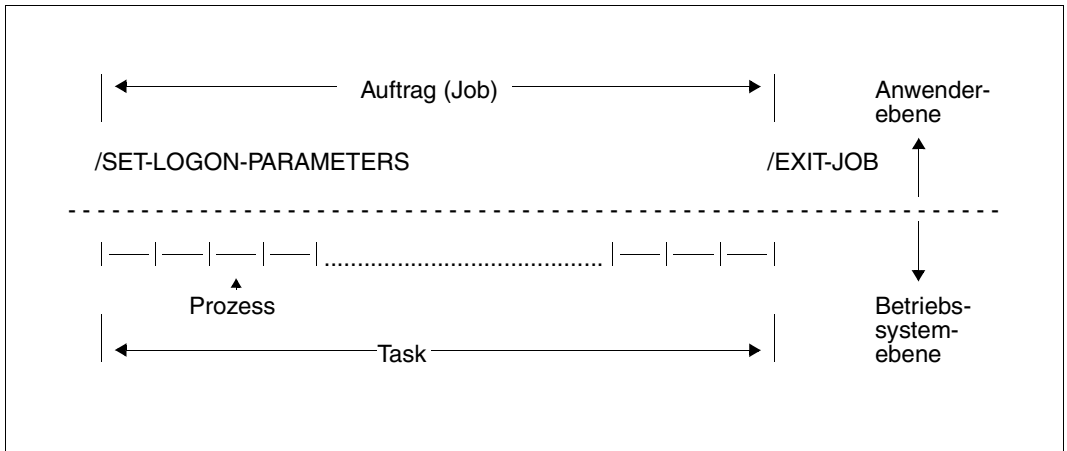 Auftrag (Job)
Anwender-
ebene
/SET-LOGON-PARAMETERS
/EXIT-JOB
Prozess
Betriebs-
system-
ebene
Task